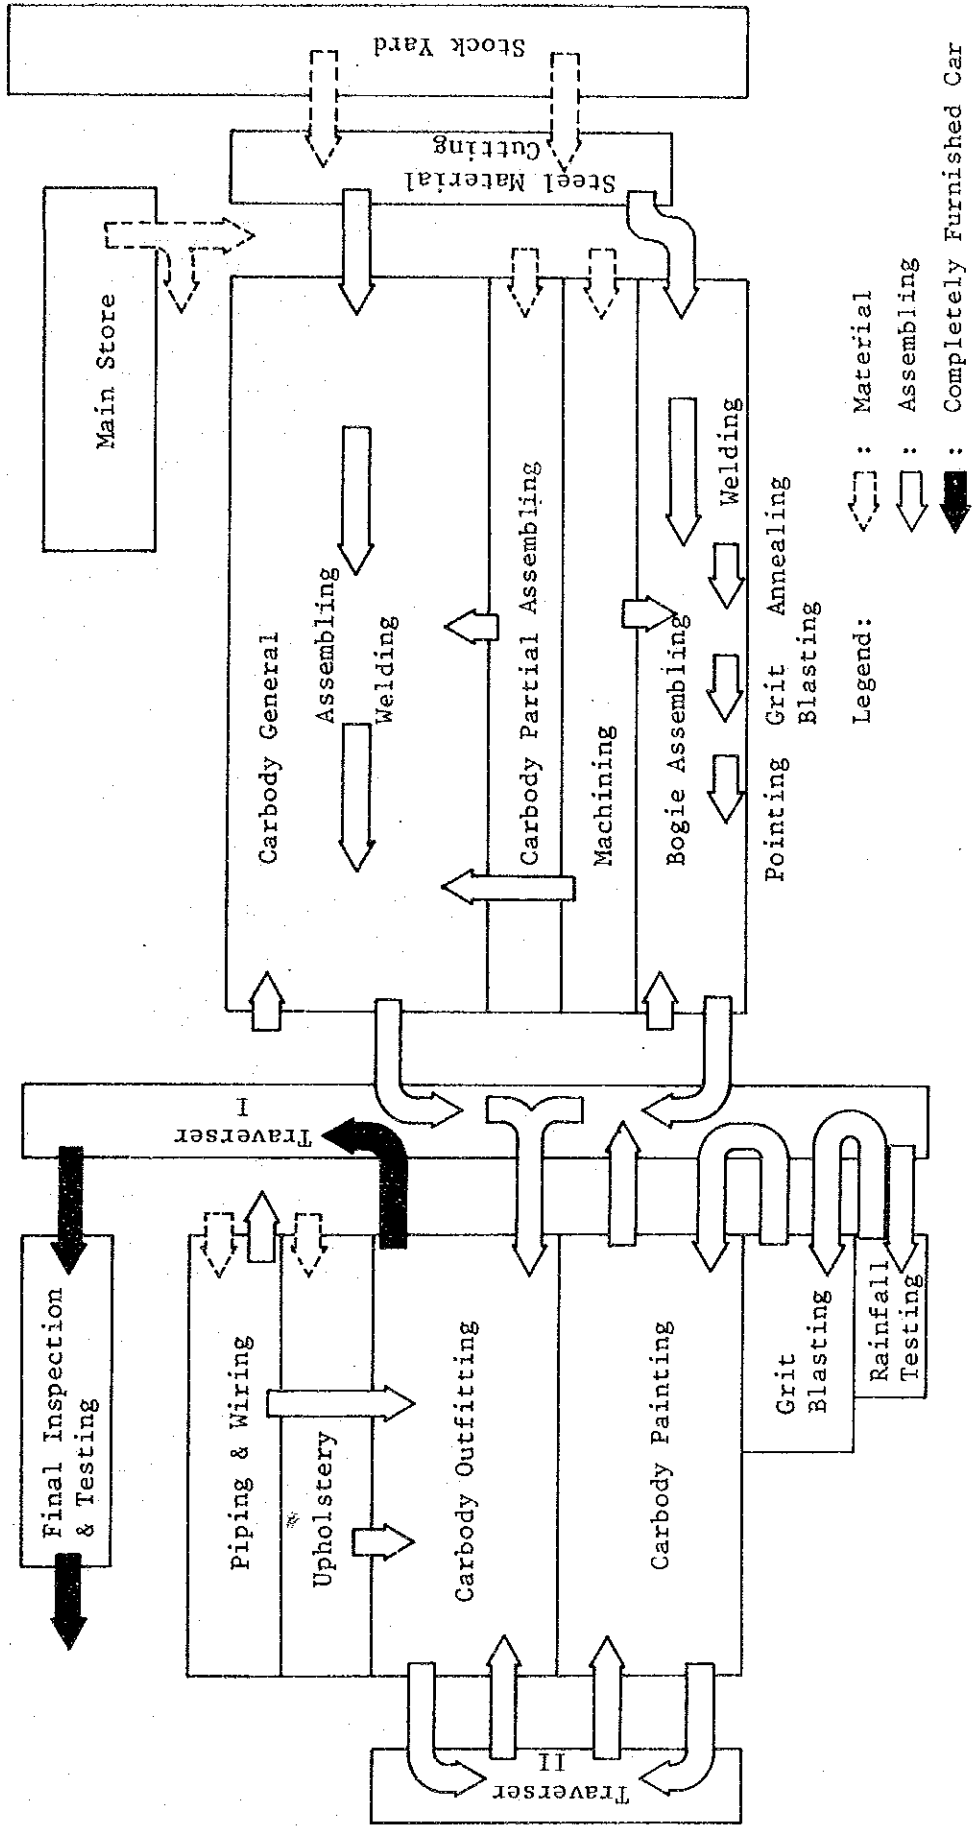 Stock Yard
Steel Material
Cutting
Main Store
Carbody General
Assembling
Welding
Carbody Partial Assembling
Machining
Bogie Assembling
Welding
Annealing
Grit
Blasting
Pointing
Traverser
I
Final Inspection
& Testing
Piping & Wiring
Upholstery
Carbody Outfitting
Carbody Painting
Grit
Blasting
Rainfall
Testing
Traverser
II
Legend:
: Material
: Assembling
: Completely Furnished Car